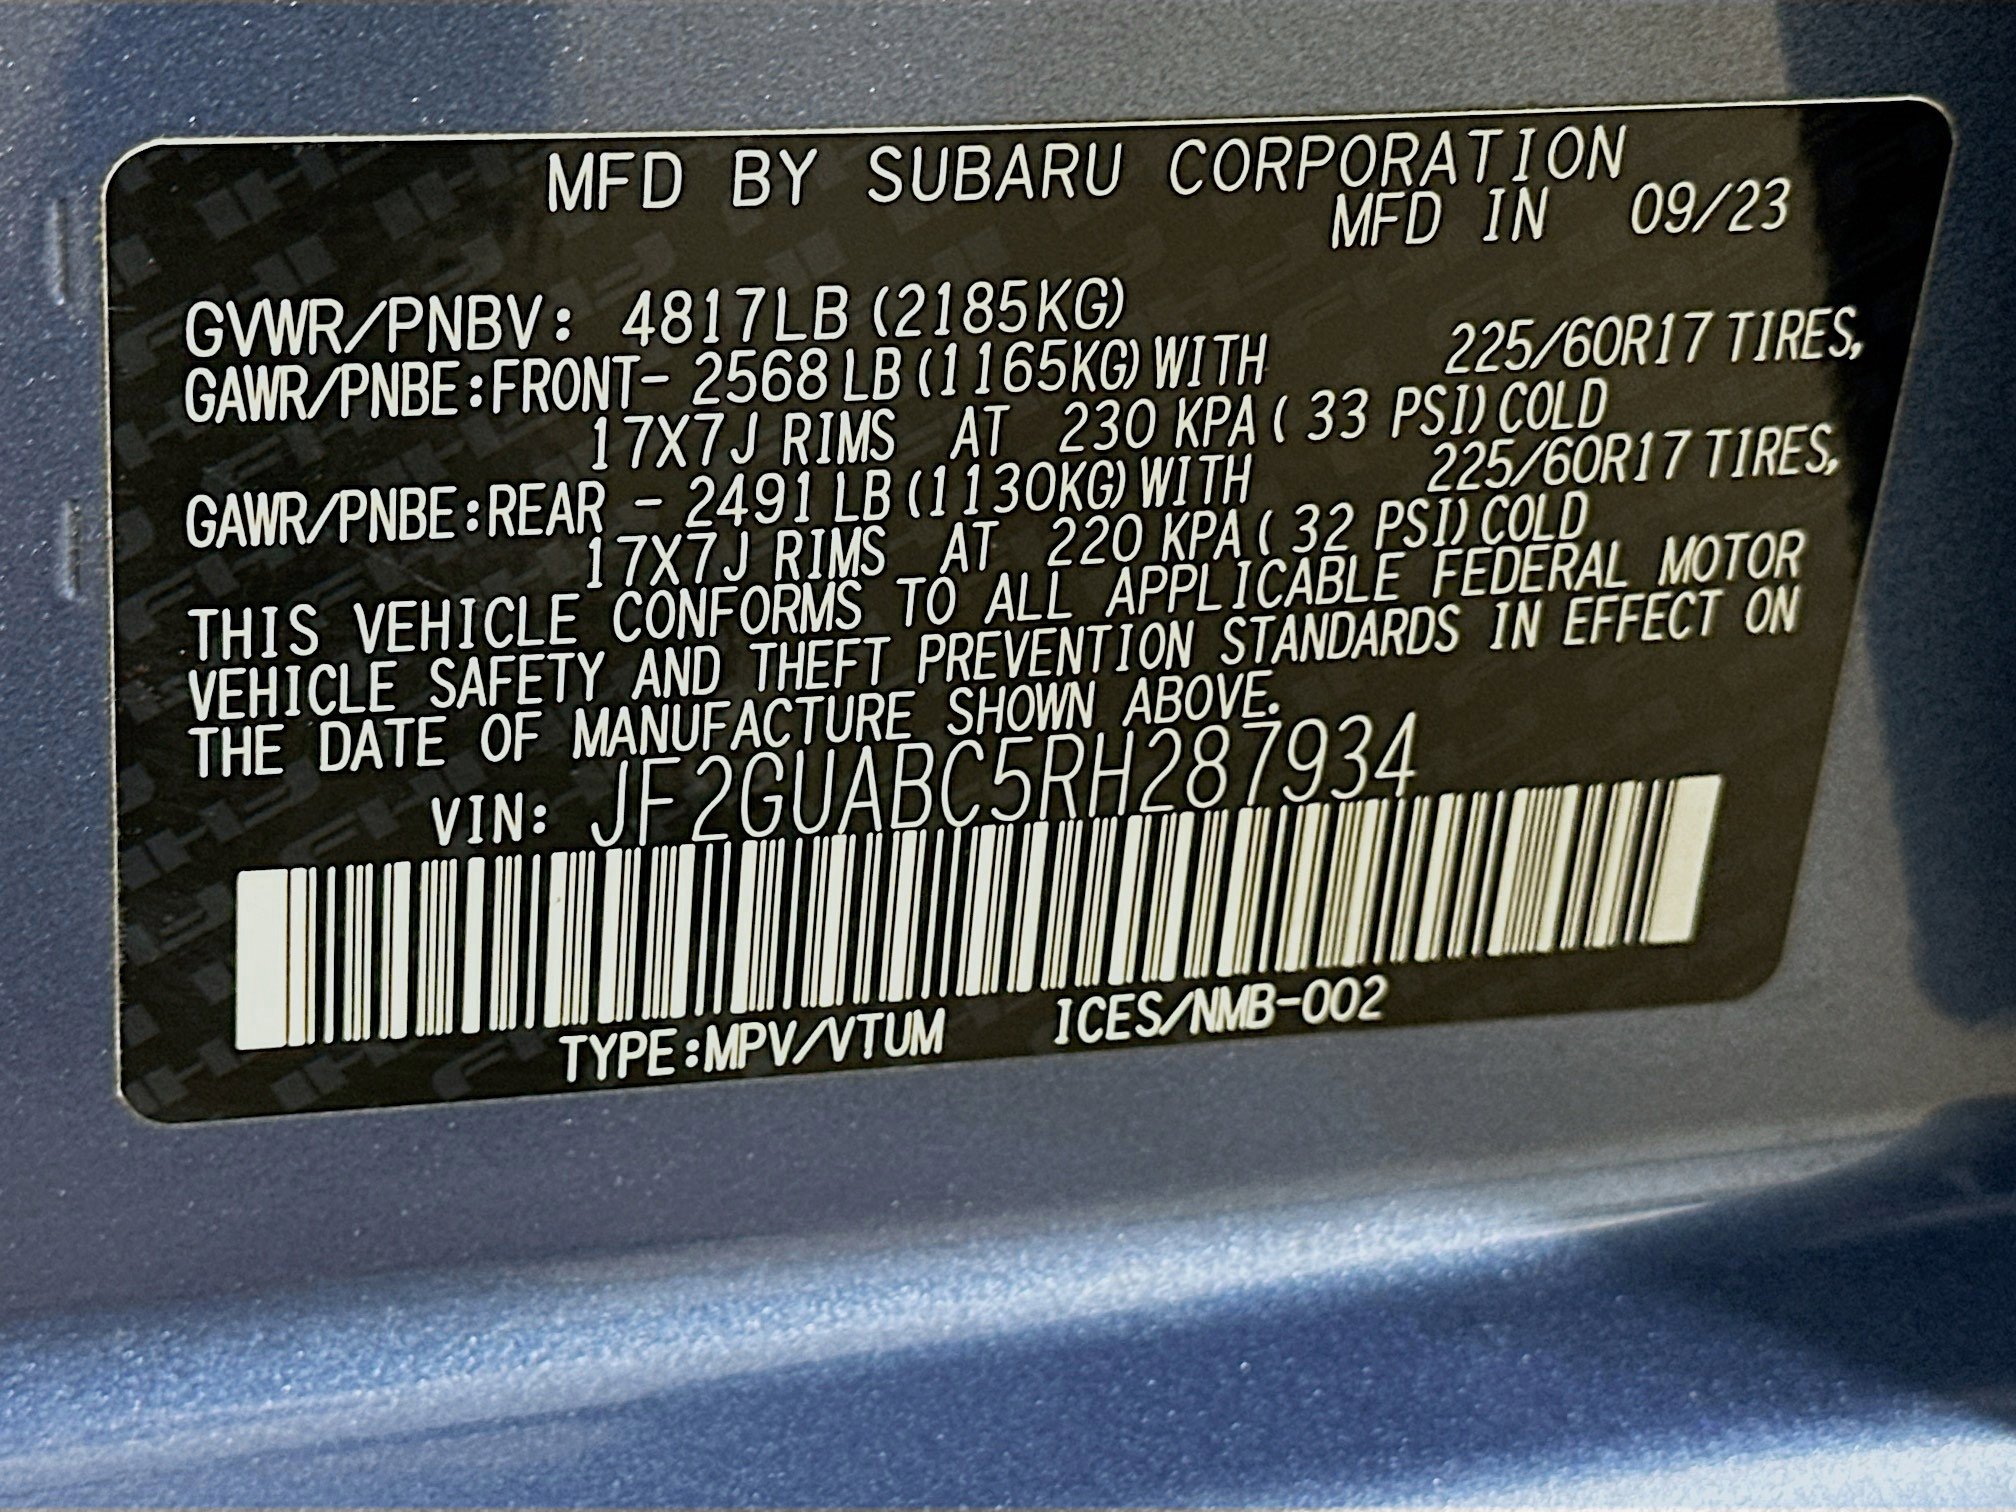 MFD BY SUBARU CORPORATION
MFD IN 09/23
GVWR/PNBV: 4817LB (2185KG)
GAWR/PNBE:FRONT- 2568 LB (1165KG) WITH 225/60R17 TIRES,
17X7J RIMS AT 230 KPA ( 33 PSI) COLD
GAWR/PNBE:REAR - 2491 LB (1130KG) WITH 225/60R17 TIRES,
17X7J RIMS AT 220 KPA ( 32 PSI) COLD
THIS VEHICLE CONFORMS TO ALL APPLICABLE FEDERAL MOTOR
VEHICLE SAFETY AND THEFT PREVENTION STANDARDS IN EFFECT ON
THE DATE OF MANUFACTURE SHOWN ABOVE.
VIN: JF2GUABC5RH287934
TYPE:MPV/VTUM ICES/NMB-002